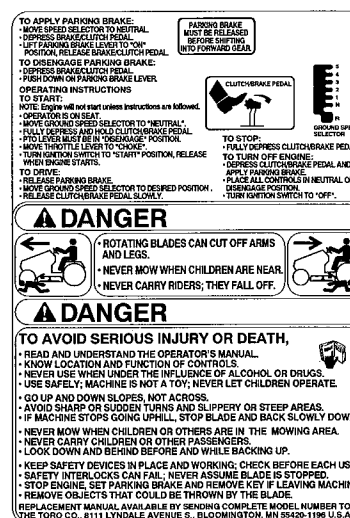 TO APPLY PARKING BRAKE:
• MOVE SPEED SELECTOR TO NEUTRAL.
• DEPRESS BRAKE/CLUTCH PEDAL.
• LIFT PARKING BRAKE LEVER TO "ON"
POSITION, RELEASE BRAKE/CLUTCH PEDAL.
TO DISENGAGE PARKING BRAKE:
• DEPRESS BRAKE/CLUTCH PEDAL.
• PUSH DOWN ON PARKING BRAKE LEVER.
OPERATING INSTRUCTIONS
TO START:
NOTE: Engine will not start unless instructions are followed.
• OPERATOR IS ON SEAT.
• MOVE GROUND SPEED SELECTOR TO "NEUTRAL".
• FULLY DEPRESS AND HOLD CLUTCH/BRAKE PEDAL.
• PTO LEVER MUST BE IN "DISENGAGE" POSITION.
• MOVE THROTTLE LEVER TO "CHOKE".
• TURN IGNITION SWITCH TO "START" POSITION, RELEASE
WHEN ENGINE STARTS.
TO DRIVE:
• RELEASE PARKING BRAKE.
• MOVE GROUND SPEED SELECTOR TO DESIRED POSITION,
• RELEASE CLUTCH/BRAKE PEDAL SLOWLY.
PARKING BRAKE
MUST BE RELEASED
BEFORE SHIFTING
INTO FORWARD GEAR
CLUTCH/BRAKE PEDAL
5
4
3
2
1
N
R
GROUND SPE
SELECTOR
TO STOP:
• FULLY DEPRESS CLUTCH/BRAKE PEDA
TO TURN OFF ENGINE:
• DEPRESS CLUTCH/BRAKE PEDAL AND
APPLY PARKING BRAKE.
• PLACE ALL CONTROLS IN NEUTRAL O
DISENGAGE POSITION.
• TURN IGNITION SWITCH TO "OFF".
DANGER
• ROTATING BLADES CAN CUT OFF ARMS
AND LEGS.
• NEVER MOW WHEN CHILDREN ARE NEAR.
• NEVER CARRY RIDERS; THEY FALL OFF.
DANGER
TO AVOID SERIOUS INJURY OR DEATH,
• READ AND UNDERSTAND THE OPERATOR'S MANUAL.
• KNOW LOCATION AND FUNCTION OF CONTROLS.
• NEVER USE WHEN UNDER THE INFLUENCE OF ALCOHOL OR DRUGS.
• USE SAFELY; MACHINE IS NOT A TOY; NEVER LET CHILDREN OPERATE.
• GO UP AND DOWN SLOPES, NOT ACROSS.
• AVOID SHARP OR SUDDEN TURNS AND SLIPPERY OR STEEP AREAS.
• IF MACHINE STOPS GOING UPHILL, STOP BLADE AND BACK SLOWLY DOW
• NEVER MOW WHEN CHILDREN OR OTHERS ARE IN THE MOWING AREA.
• NEVER CARRY CHILDREN OR OTHER PASSENGERS.
• LOOK DOWN AND BEHIND BEFORE AND WHILE BACKING UP.
• KEEP SAFETY DEVICES IN PLACE AND WORKING; CHECK BEFORE EACH US
• SAFETY INTERLOCKS CAN FAIL; NEVER ASSUME BLADE IS STOPPED.
• STOP ENGINE, SET PARKING BRAKE AND REMOVE KEY IF LEAVING MACHIN
• REMOVE OBJECTS THAT COULD BE THROWN BY THE BLADE.
REPLACEMENT MANUAL AVAILABLE BY SENDING COMPLETE MODEL NUMBER TO
THE TORO CO., 8111 LYNDALE AVENUE S., BLOOMINGTON, MN 55420-1196 U.S.A